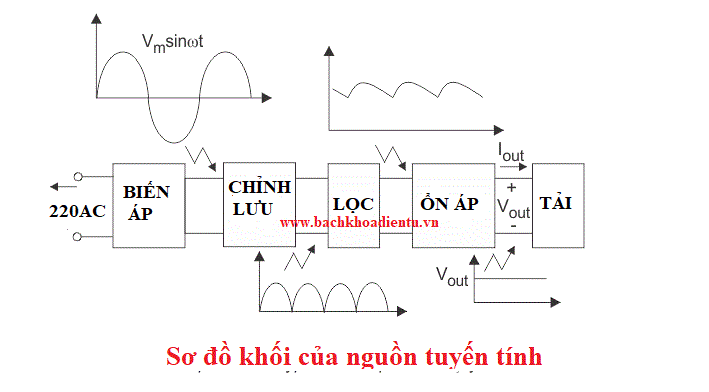 Vmsinωt
Iout
BIẾN
ÁP
CHỈNH
LƯU
LỌC
ỔN ÁP
+
Vout
-
TẢI
220AC
www.bachkhoadientu.vn
Vout
Sơ đồ khối của nguồn tuyến tính